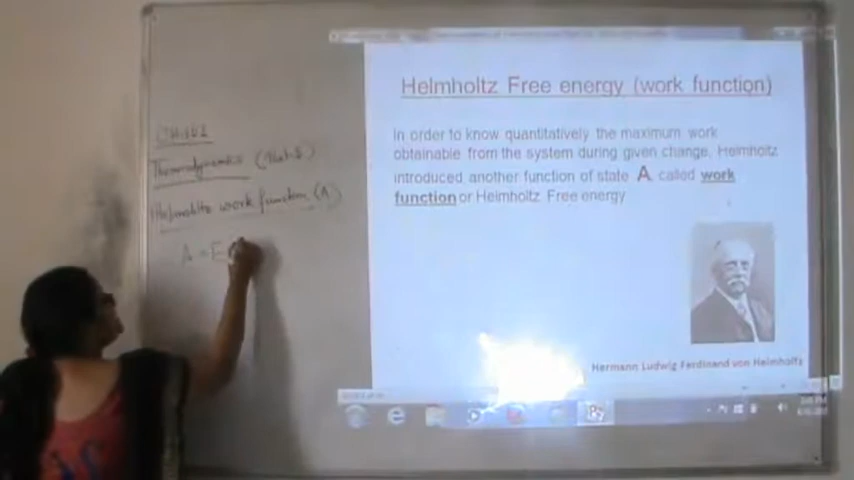 Thermodynamics (Unit-I)
Helmholtz work function (A)
A = E
Helmholtz Free energy (work function)
In order to know quantitatively the maximum work
obtainable from the system during given change, Helmholtz
introduced another function of state A called work
function or Helmholtz Free energy
Hermann Ludwig Ferdinand von Helmholtz